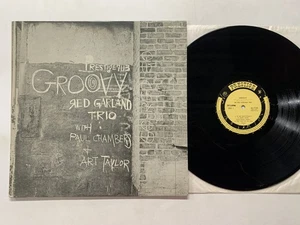 PRESTIGE 7113
GROOVY
RED GARLAND
TRIO
WITH
PAUL CHAMBERS
&
ART TAYLOR